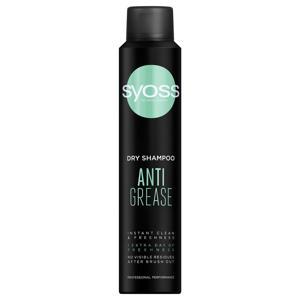 syoss
DRY SHAMPOO
ANTI
GREASE
INSTANT CLEAN
& FRESHNESS
1 EXTRA DAY OF
FRESHNESS
NO VISIBLE RESIDUES
AFTER BRUSH OUT
PROFESSIONAL PERFORMANCE